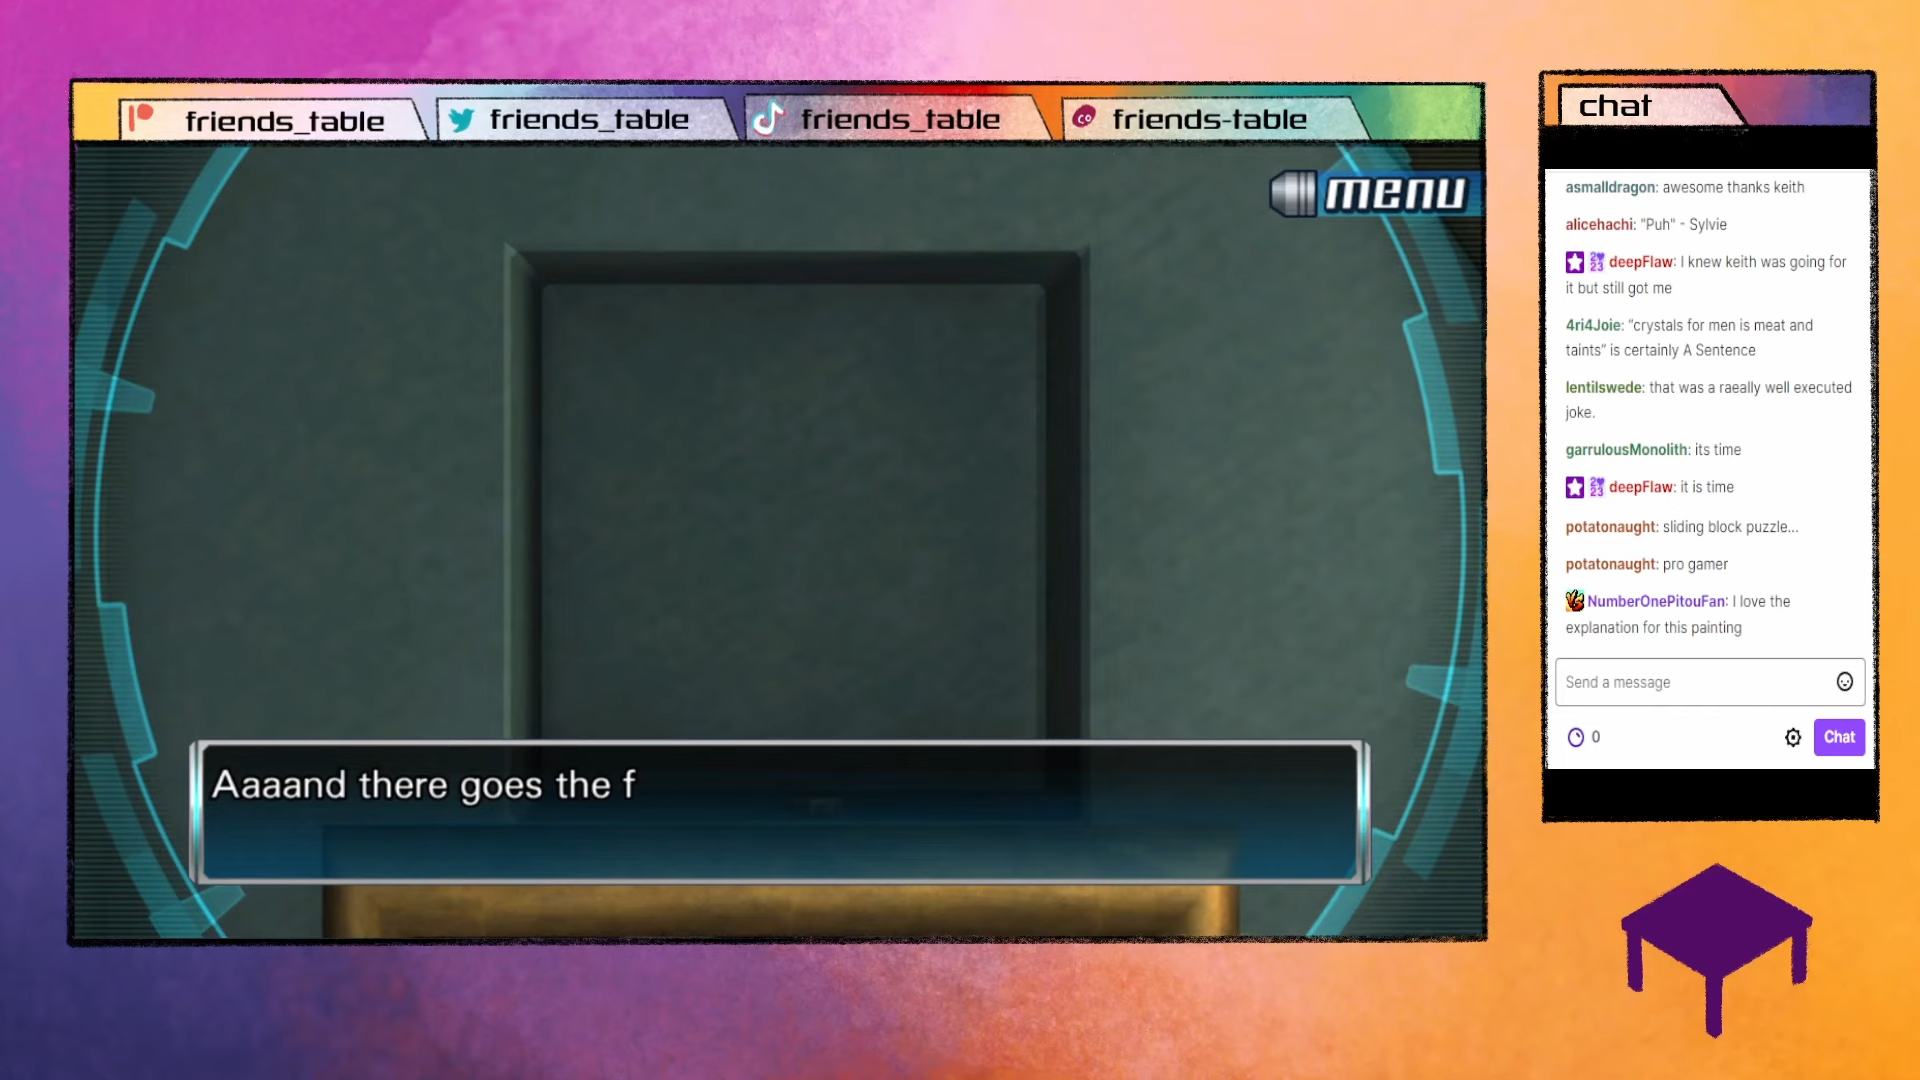 friends_table
friends_table
friends_table
friends-table
menu
Aaaand there goes the f
chat
asmalldragon: awesome thanks keith
alicehachi: "Puh" - Sylvie
deepFlaw: I knew keith was going for
it but still got me
4ri4Joie: “crystals for men is meat and
taints” is certainly A Sentence
lentilswede: that was a raeally well executed
joke.
garrulousMonolith: its time
deepFlaw: it is time
potatonaught: sliding block puzzle...
potatonaught: pro gamer
NumberOnePitouFan: I love the
explanation for this painting
Send a message
0
Chat